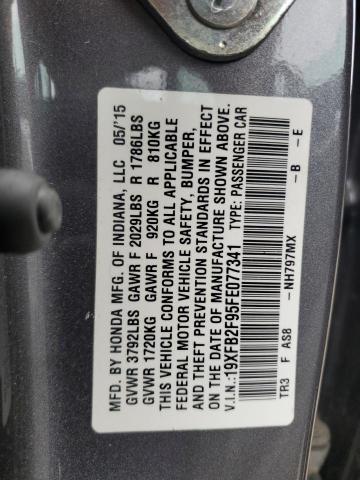 MFD. BY HONDA MFG. OF INDIANA, LLC 05/'15
GVWR 3792LBS GAWR F 2029LBS R 1786LBS
GVWR 1720KG GAWR F 920KG R 810KG
THIS VEHICLE CONFORMS TO ALL APPLICABLE
FEDERAL MOTOR VEHICLE SAFETY, BUMPER,
AND THEFT PREVENTION STANDARDS IN EFFECT
ON THE DATE OF MANUFACTURE SHOWN ABOVE.
V.I.N.:19XFB2F95FE077341 TYPE: PASSENGER CAR
TR3 F AS8 -NH797MX -B -E